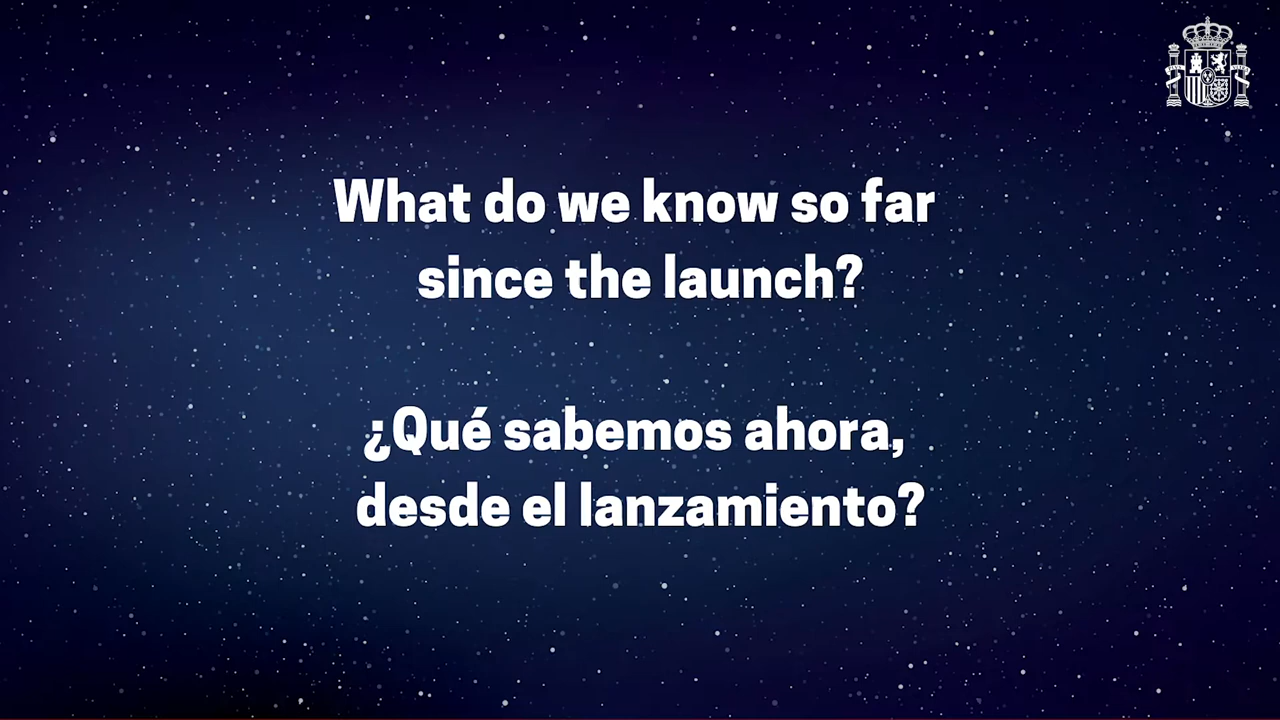 What do we know so far
since the launch?
¿Qué sabemos ahora,
desde el lanzamiento?